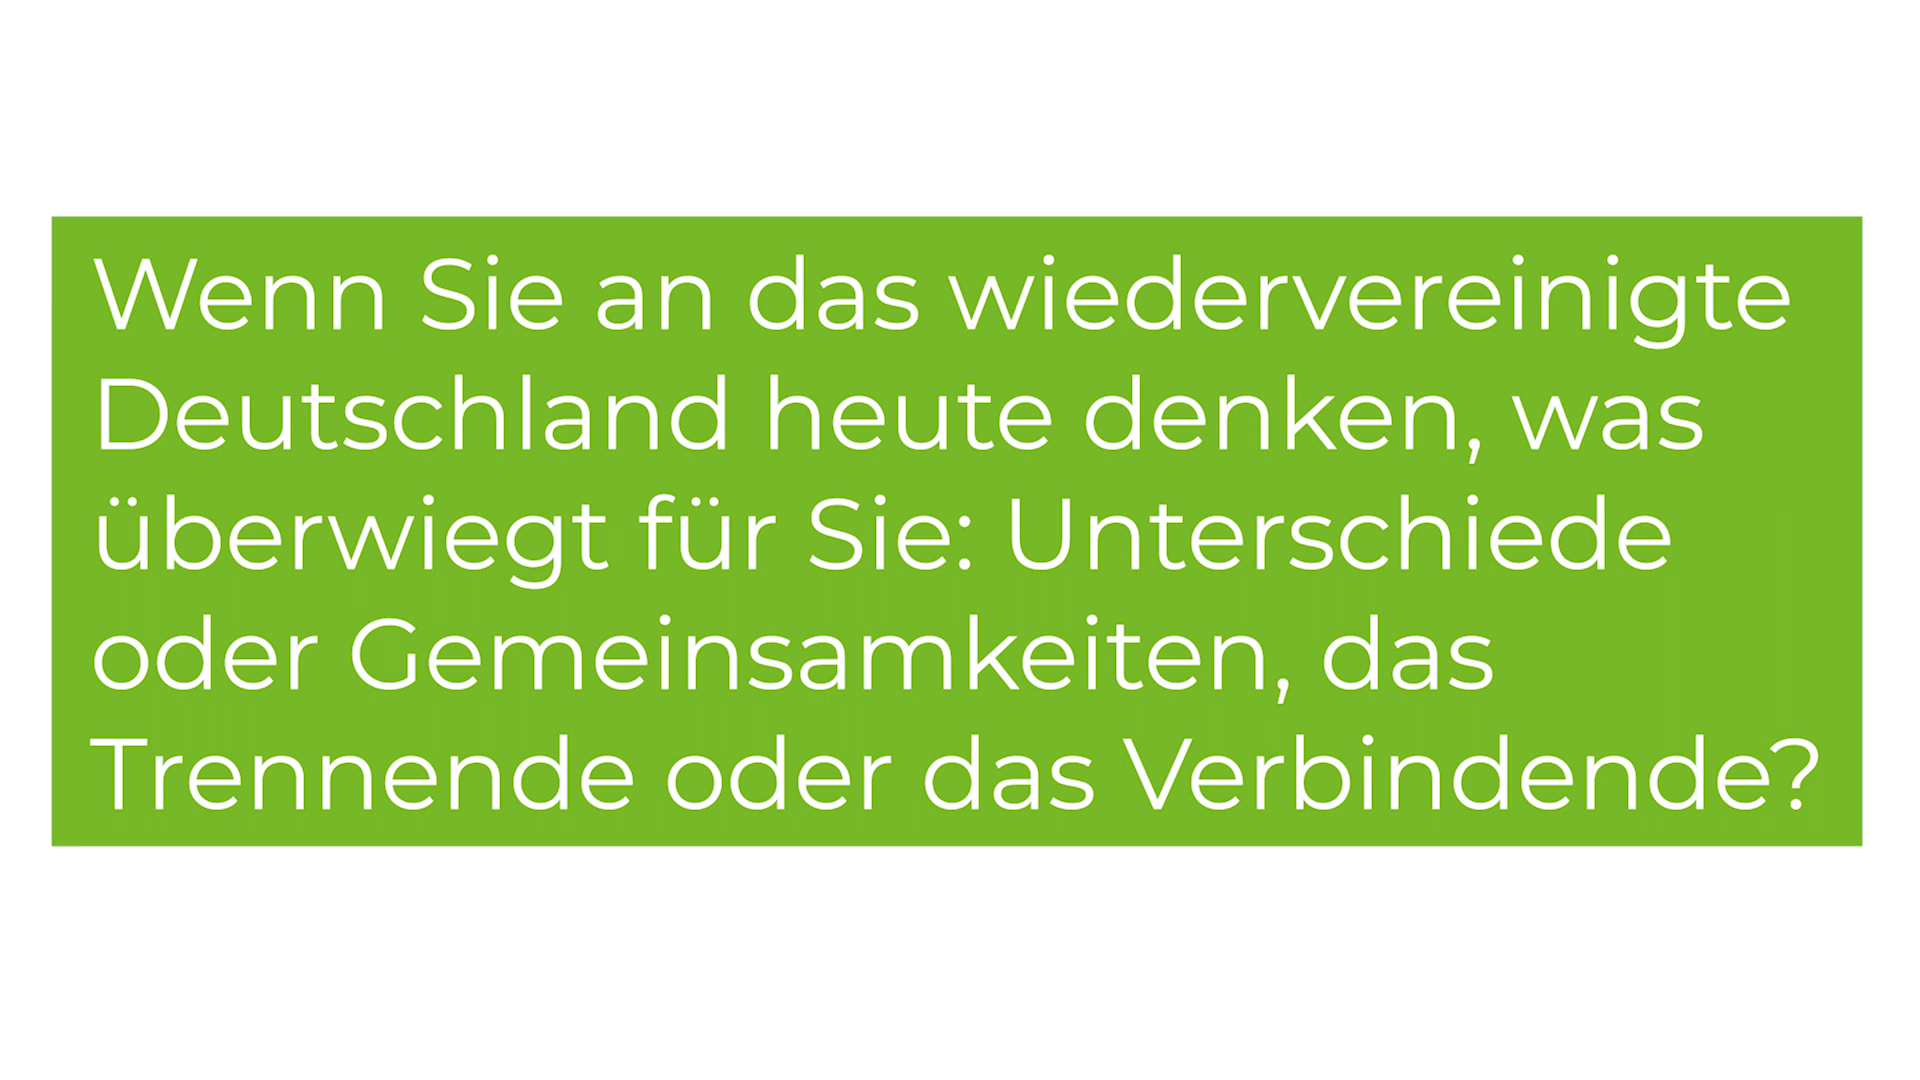 Wenn Sie an das wiedervereinigte
Deutschland heute denken, was
überwiegt für Sie: Unterschiede
oder Gemeinsamkeiten, das
Trennende oder das Verbindende?